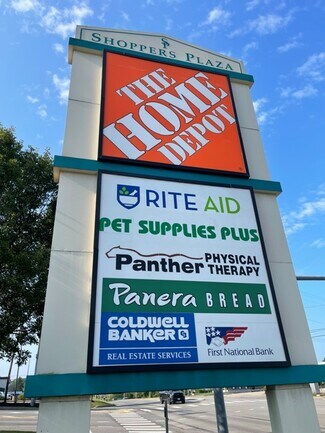 SHOPPERS PLAZA
THE
HOME
DEPOT
RITE AID
PET SUPPLIES PLUS
Panther PHYSICAL
THERAPY
Panera BREAD
COLDWELL
BANKER
REAL ESTATE SERVICES
First National Bank